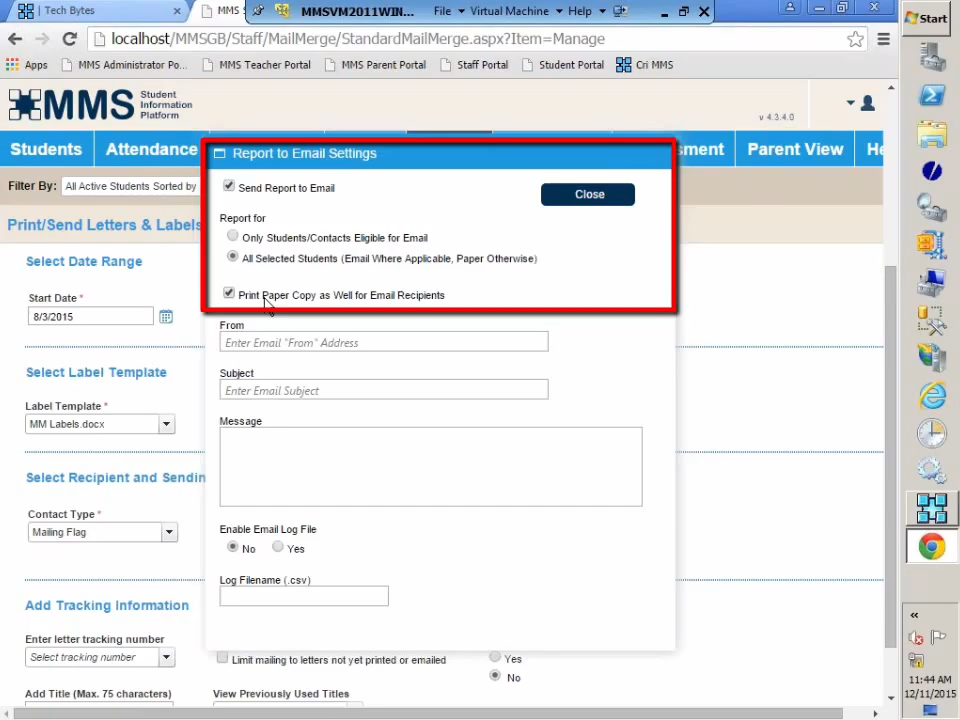 Tech Bytes
MMS S
MMSVM2011WIN...
File
Virtual Machine
Help
localhost/MMSGB/Staff/MailMerge/StandardMailMerge.aspx?Item=Manage
Apps
MMS Administrator Po...
MMS Teacher Portal
MMS Parent Portal
Staff Portal
Student Portal
Cri MMS
Start
MMS
Student
Information
Platform
v 4.3.4.0
Students
Attendance
Report to Email Settings
sment
Parent View
He
Filter By:
All Active Students Sorted by
Send Report to Email
Close
Report for
Print/Send Letters & Labels
Only Students/Contacts Eligible for Email
All Selected Students (Email Where Applicable, Paper Otherwise)
Select Date Range
Start Date *
Print Paper Copy as Well for Email Recipients
8/3/2015
From
Enter Email "From" Address
Select Label Template
Subject
Enter Email Subject
Label Template *
MM Labels.docx
Message
Select Recipient and Sendin
Contact Type *
Mailing Flag
Enable Email Log File
No
Yes
Log Filename (.csv)
Add Tracking Information
Enter letter tracking number
Select tracking number
Limit mailing to letters not yet printed or emailed
Yes
No
Add Title (Max. 75 characters)
View Previously Used Titles
11:44 AM
12/11/2015